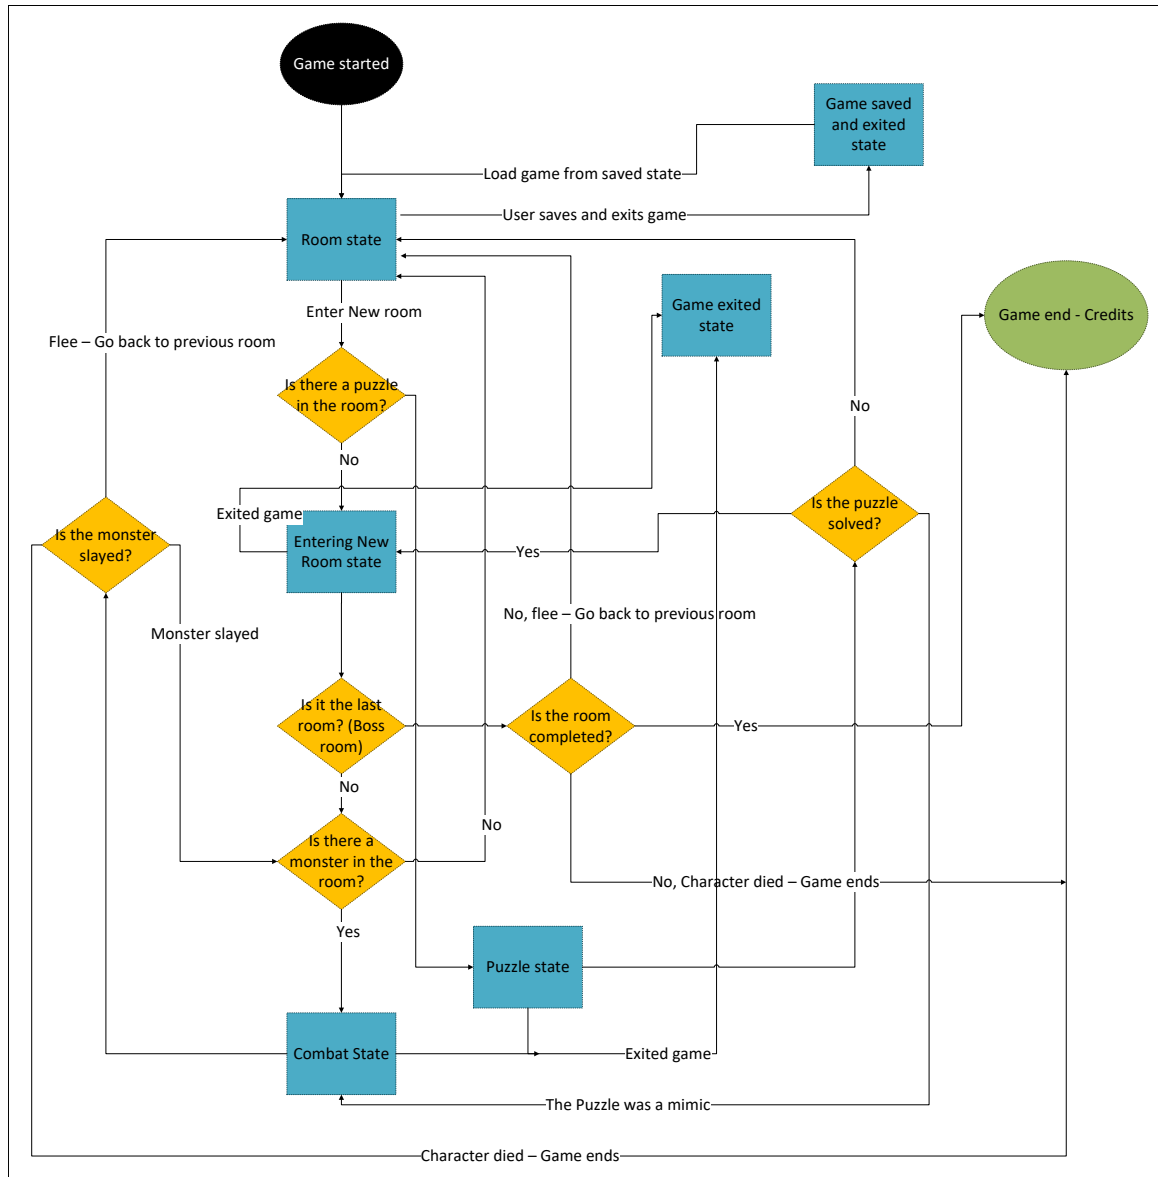 Game started
Game saved
and exited
state
Load game from saved state
User saves and exits game
Room state
Enter New room
Game exited
state
Game end - Credits
Flee – Go back to previous room
Is there a puzzle
in the room?
No
No
Exited game
Is the puzzle
solved?
Is the monster
slayed?
Entering New
Room state
Yes
No, flee – Go back to previous room
Monster slayed
Is it the last
room? (Boss
room)
Is the room
completed?
Yes
No
No
Is there a
monster in the
room?
No, Character died – Game ends
Yes
Puzzle state
Combat State
Exited game
The Puzzle was a mimic
Character died – Game ends